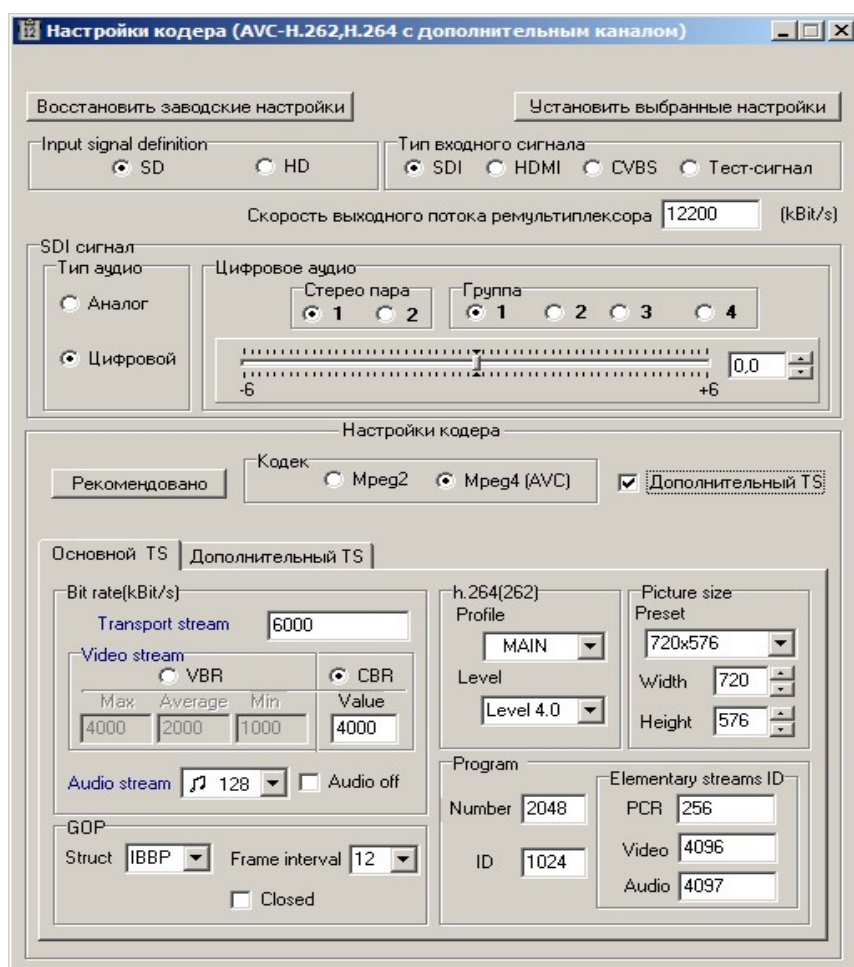 Настройки кодера (AVC-H.262,H.264 с дополнительным каналом)
Восстановить заводские настройки Установить выбранные настройки
Input signal definition Тип входного сигнала
SD HD SDI HDMI CVBS Тест-сигнал
Скорость выходного потока ремультиплексора 12200 (kBit/s)
SDI сигнал
Тип аудио Цифровое аудио
Стерео пара Группа
Аналог 1 2 1 2 3 4
Цифровой 0,0
-6 +6
Настройки кодера
Кодек
Рекомендовано Mpeg2 Mpeg4 (AVC) Дополнительный TS
Основной TS Дополнительный TS
Bit rate(kBit/s) h.264(262) Picture size
Transport stream 6000 Profile Preset
Video stream MAIN 720x576
VBR CBR Level Width 720
Max Average Min Value
4000 2000 1000 4000 Level 4.0 Height 576
Audio stream 128 Audio off Program Elementary streams ID
GOP Number 2048 PCR 256
Struct IBBP Frame interval 12 ID 1024 Video 4096
Closed Audio 4097